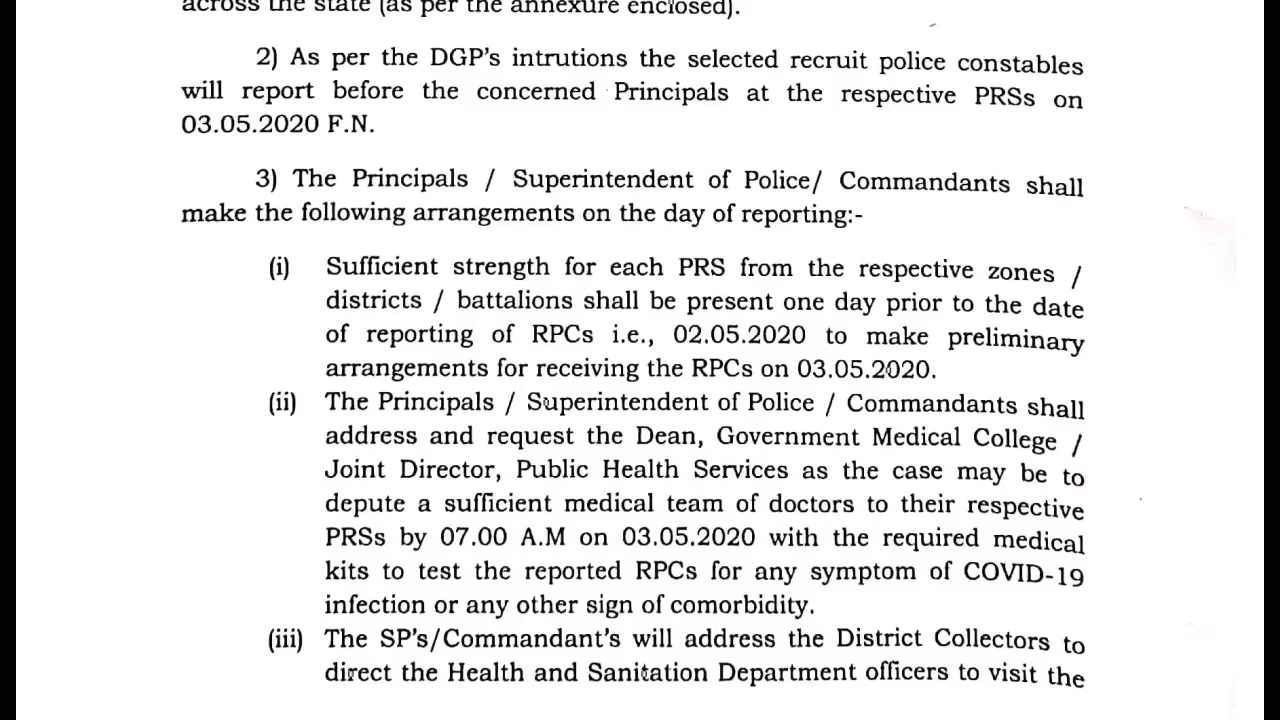 across the state (as per the annexure enclosed).
2) As per the DGP's intrutions the selected recruit police constables
will report before the concerned Principals at the respective PRSs on
03.05.2020 F.N.
3) The Principals / Superintendent of Police/ Commandants shall
make the following arrangements on the day of reporting:-
(i) Sufficient strength for each PRS from the respective zones /
districts / battalions shall be present one day prior to the date
of reporting of RPCs i.e., 02.05.2020 to make preliminary
arrangements for receiving the RPCs on 03.05.2020.
(ii) The Principals / Superintendent of Police / Commandants shall
address and request the Dean, Government Medical College /
Joint Director, Public Health Services as the case may be to
depute a sufficient medical team of doctors to their respective
PRSs by 07.00 A.M on 03.05.2020 with the required medical
kits to test the reported RPCs for any symptom of COVID-19
infection or any other sign of comorbidity.
(iii) The SP's/Commandant's will address the District Collectors to
direct the Health and Sanitation Department officers to visit the